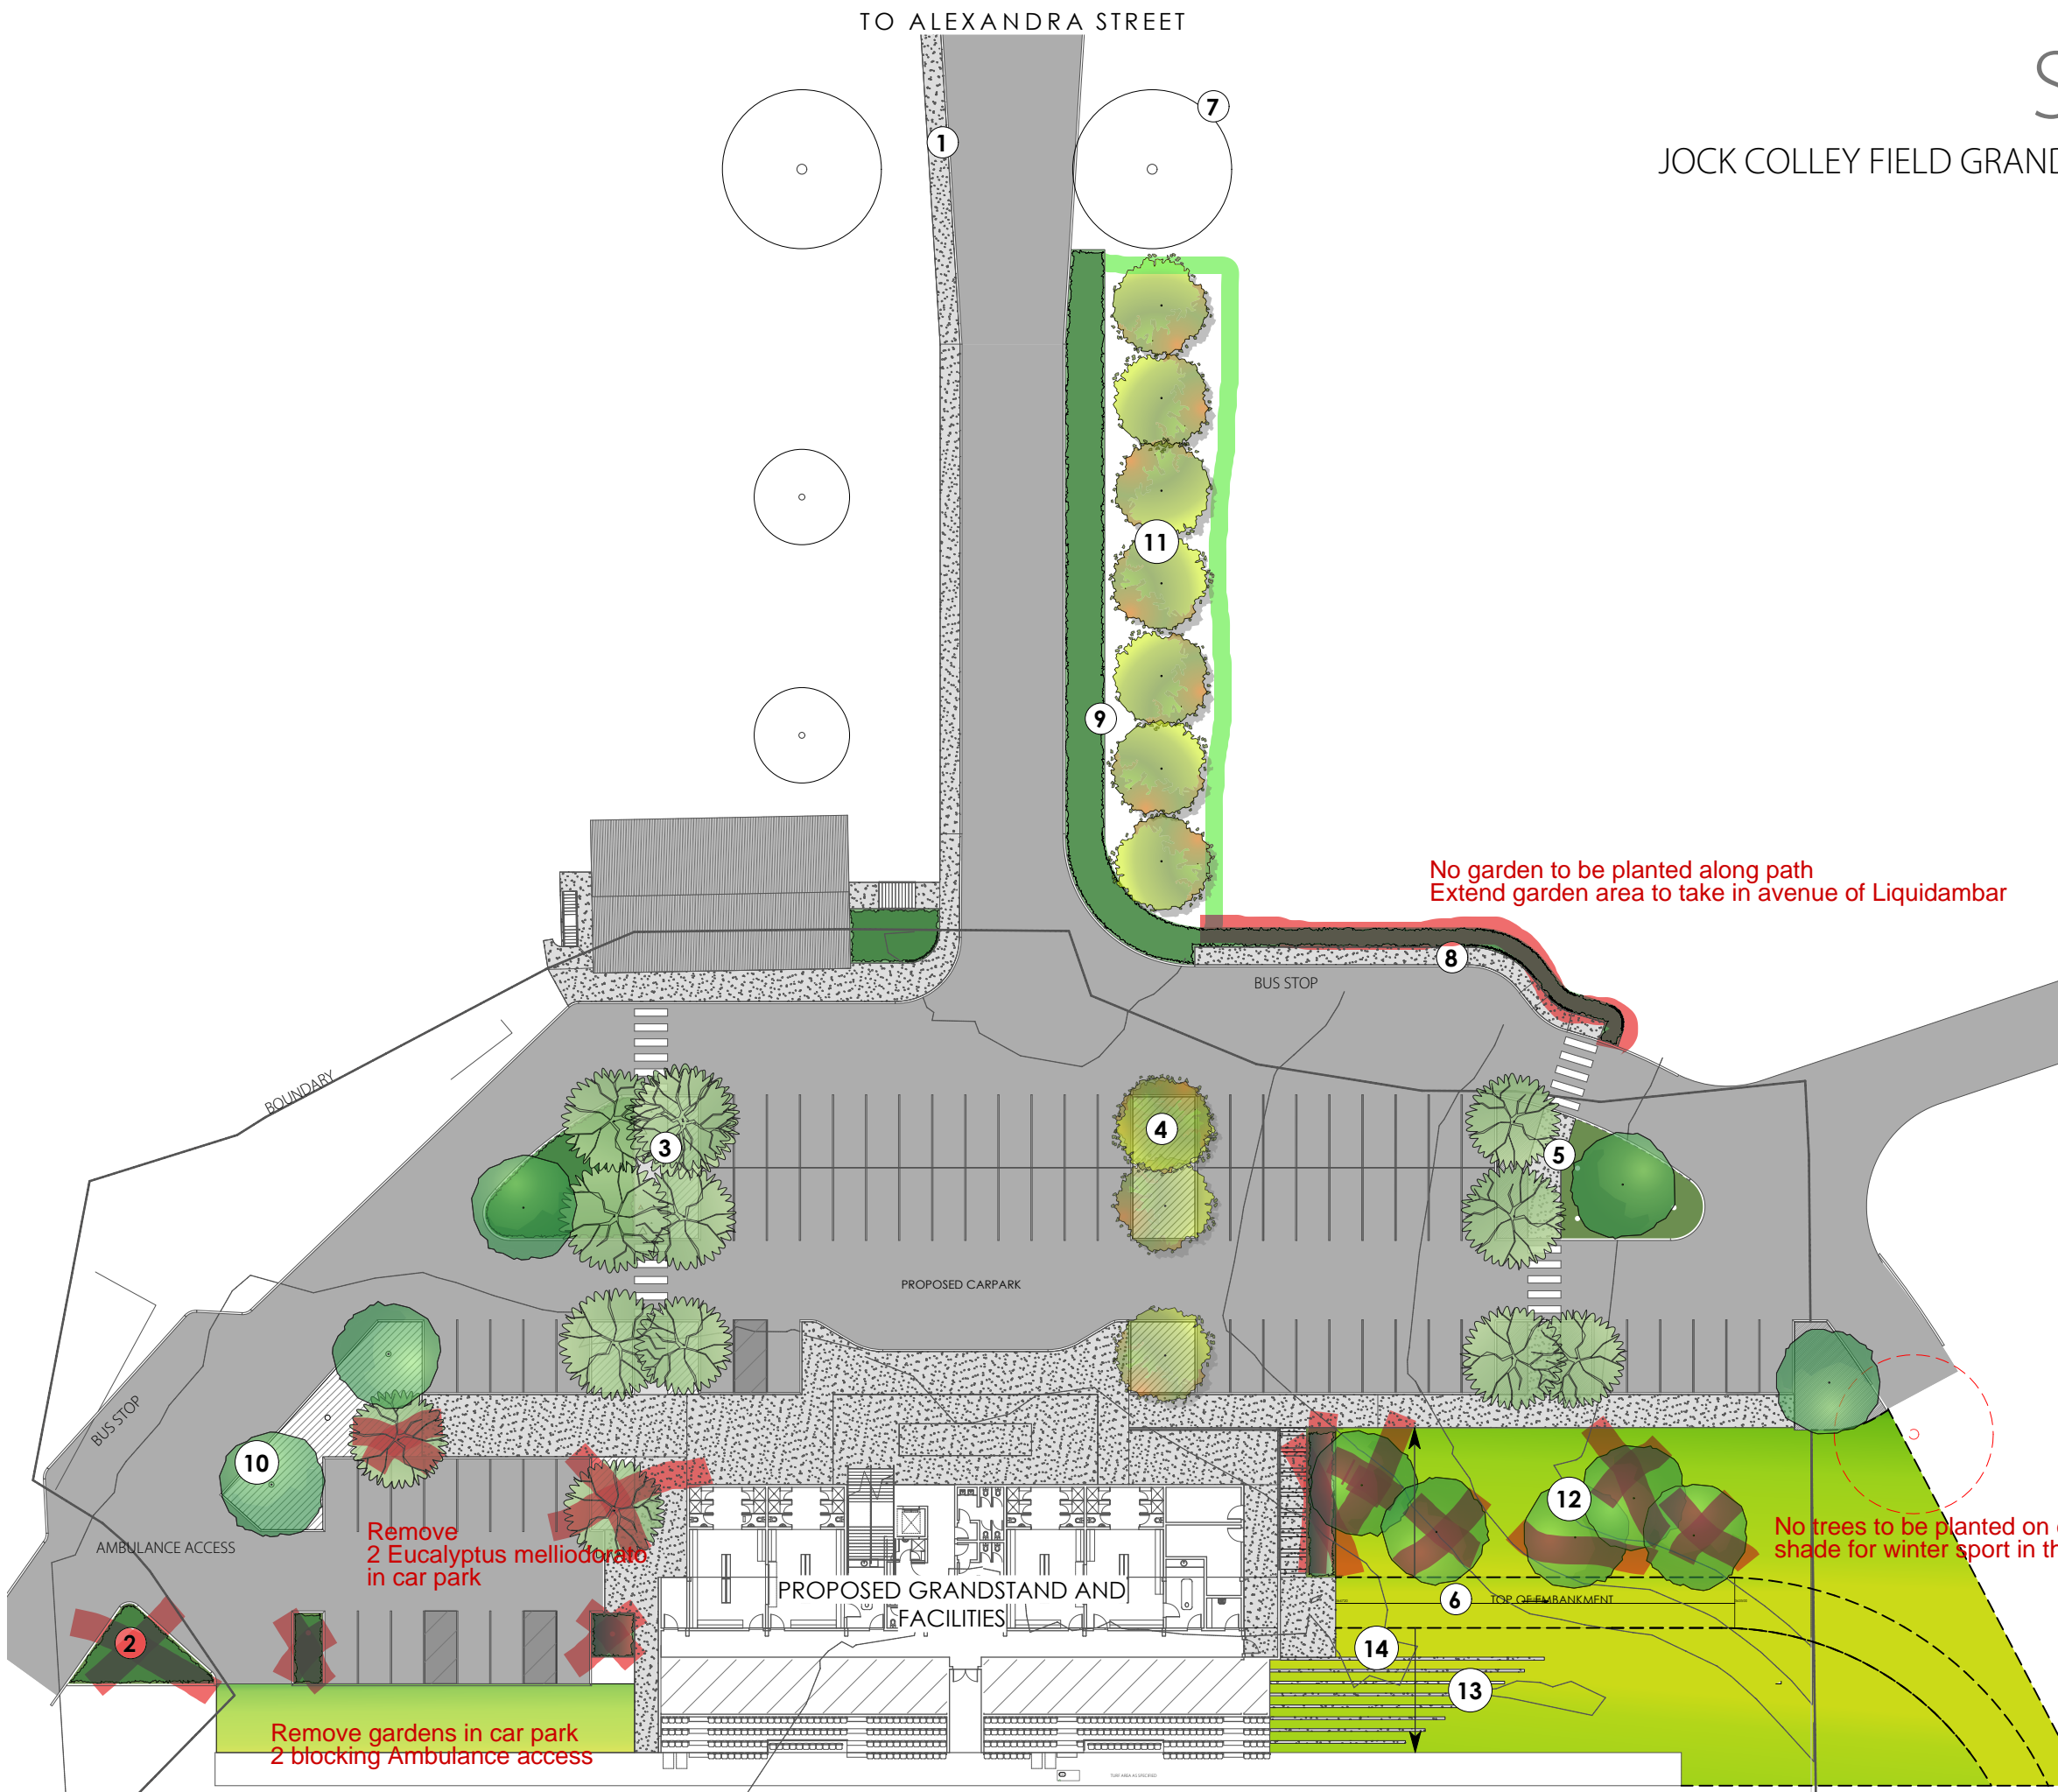 TO ALEXANDRA STREET
S
JOCK COLLEY FIELD GRAND
7
1
11
9
No garden to be planted along path
Extend garden area to take in avenue of Liquidambar
8
BUS STOP
BOUNDARY
3
4
5
PROPOSED CARPARK
BUS STOP
10
12
AMBULANCE ACCESS
Remove
2 Eucalyptus melliodorato
in car park
No trees to be planted on
shade for winter sport in th
PROPOSED GRANDSTAND AND
FACILITIES
6
TOP OF EMBANKMENT
2
14
13
Remove gardens in car park
2 blocking Ambulance access
TURF AREA AS SPECIFIED